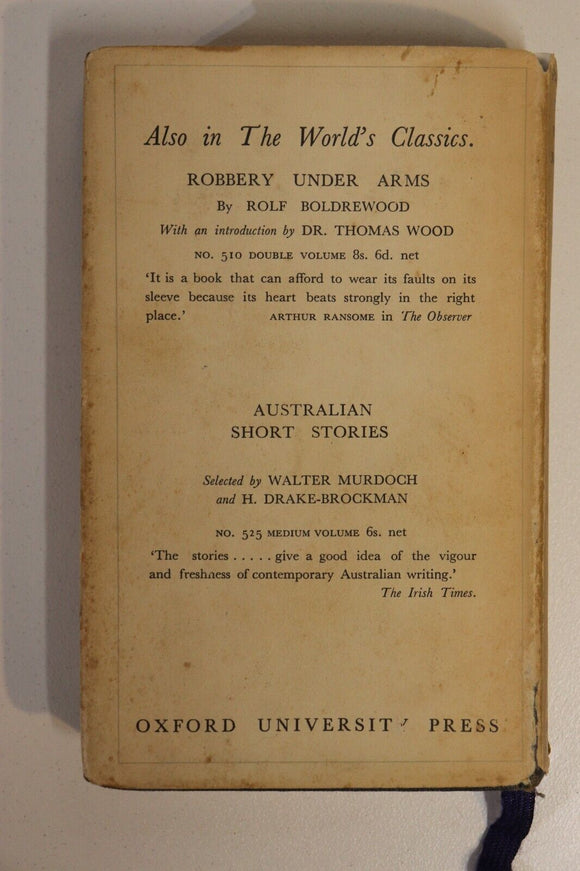 Also in The World's Classics.
ROBBERY UNDER ARMS
By ROLF BOLDREWOOD
With an introduction by DR. THOMAS WOOD
NO. 510 DOUBLE VOLUME 8s. 6d. net
'It is a book that can afford to wear its faults on its
sleeve because its heart beats strongly in the right
place.' ARTHUR RANSOME in The Observer
AUSTRALIAN
SHORT STORIES
Selected by WALTER MURDOCH
and H. DRAKE-BROCKMAN
NO. 525 MEDIUM VOLUME 6s. net
'The stories ..... give a good idea of the vigour
and freshness of contemporary Australian writing.'
The Irish Times.
OXFORD UNIVERSITY PRESS